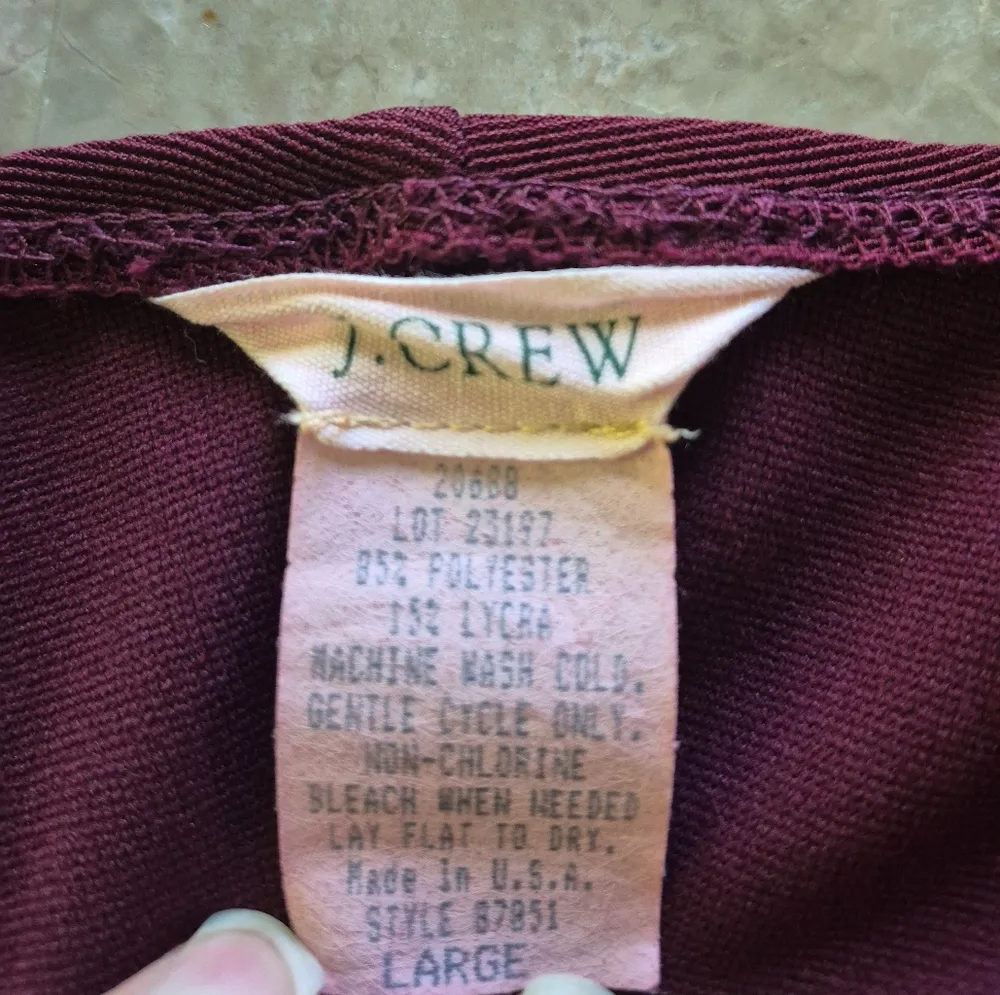 J.CREW
LOT 23197
85% POLYESTER
15% LYCRA
MACHINE WASH COLD.
GENTLE CYCLE ONLY.
NON-CHLORINE
BLEACH WHEN NEEDED
LAY FLAT TO DRY.
Made in U.S.A.
STYLE 87851
LARGE